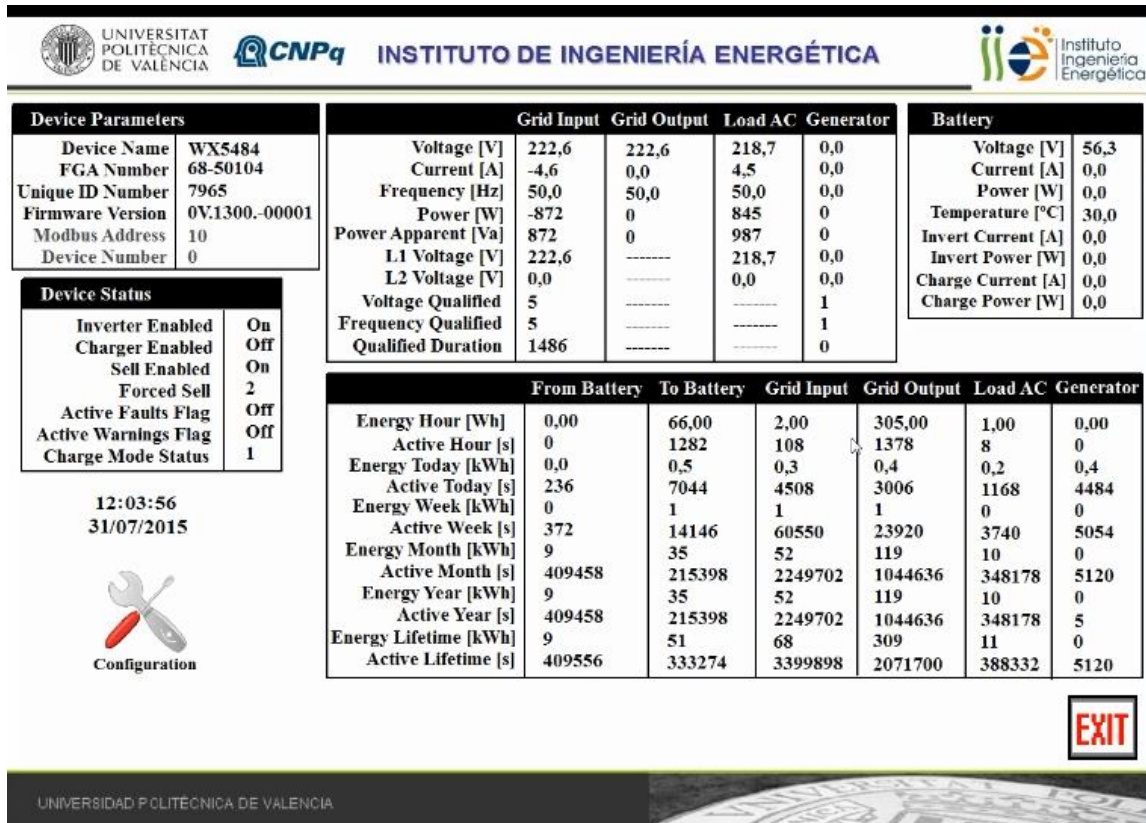 UNIVERSITAT
POLITÈCNICA
DE VALÈNCIA
CNPq
INSTITUTO DE INGENIERÍA ENERGÉTICA
iie
Instituto
Ingeniería
Energética
Device Parameters
Device Name WX5484
FGA Number 68-50104
Unique ID Number 7965
Firmware Version 0V.1300.-00001
Modbus Address 10
Device Number 0
Device Status
Inverter Enabled On
Charger Enabled Off
Sell Enabled On
Forced Sell 2
Active Faults Flag Off
Active Warnings Flag Off
Charge Mode Status 1
12:03:56
31/07/2015
Configuration
Grid Input Grid Output Load AC Generator
Voltage [V] 222,6 222,6 218,7 0,0
Current [A] -4,6 0,0 4,5 0,0
Frequency [Hz] 50,0 50,0 50,0 0,0
Power [W] -872 0 845 0
Power Apparent [Va] 872 0 987 0
L1 Voltage [V] 222,6 ------- 218,7 0,0
L2 Voltage [V] 0,0 ------- 0,0 0,0
Voltage Qualified 5 ------- ------- 1
Frequency Qualified 5 ------- ------- 1
Qualified Duration 1486 ------- ------- 0
Battery
Voltage [V] 56,3
Current [A] 0,0
Power [W] 0,0
Temperature [ºC] 30,0
Invert Current [A] 0,0
Invert Power [W] 0,0
Charge Current [A] 0,0
Charge Power [W] 0,0
From Battery To Battery Grid Input Grid Output Load AC Generator
Energy Hour [Wh] 0,00 66,00 2,00 305,00 1,00 0,00
Active Hour [s] 0 1282 108 1378 8 0
Energy Today [kWh] 0,0 0,5 0,3 0,4 0,2 0,4
Active Today [s] 236 7044 4508 3006 1168 4484
Energy Week [kWh] 0 1 1 1 0 0
Active Week [s] 372 14146 60550 23920 3740 5054
Energy Month [kWh] 9 35 52 119 10 0
Active Month [s] 409458 215398 2249702 1044636 348178 5120
Energy Year [kWh] 9 35 52 119 10 0
Active Year [s] 409458 215398 2249702 1044636 348178 5
Energy Lifetime [kWh] 9 51 68 309 11 0
Active Lifetime [s] 409556 333274 3399898 2071700 388332 5120
EXIT
UNIVERSIDAD POLITÉCNICA DE VALENCIA